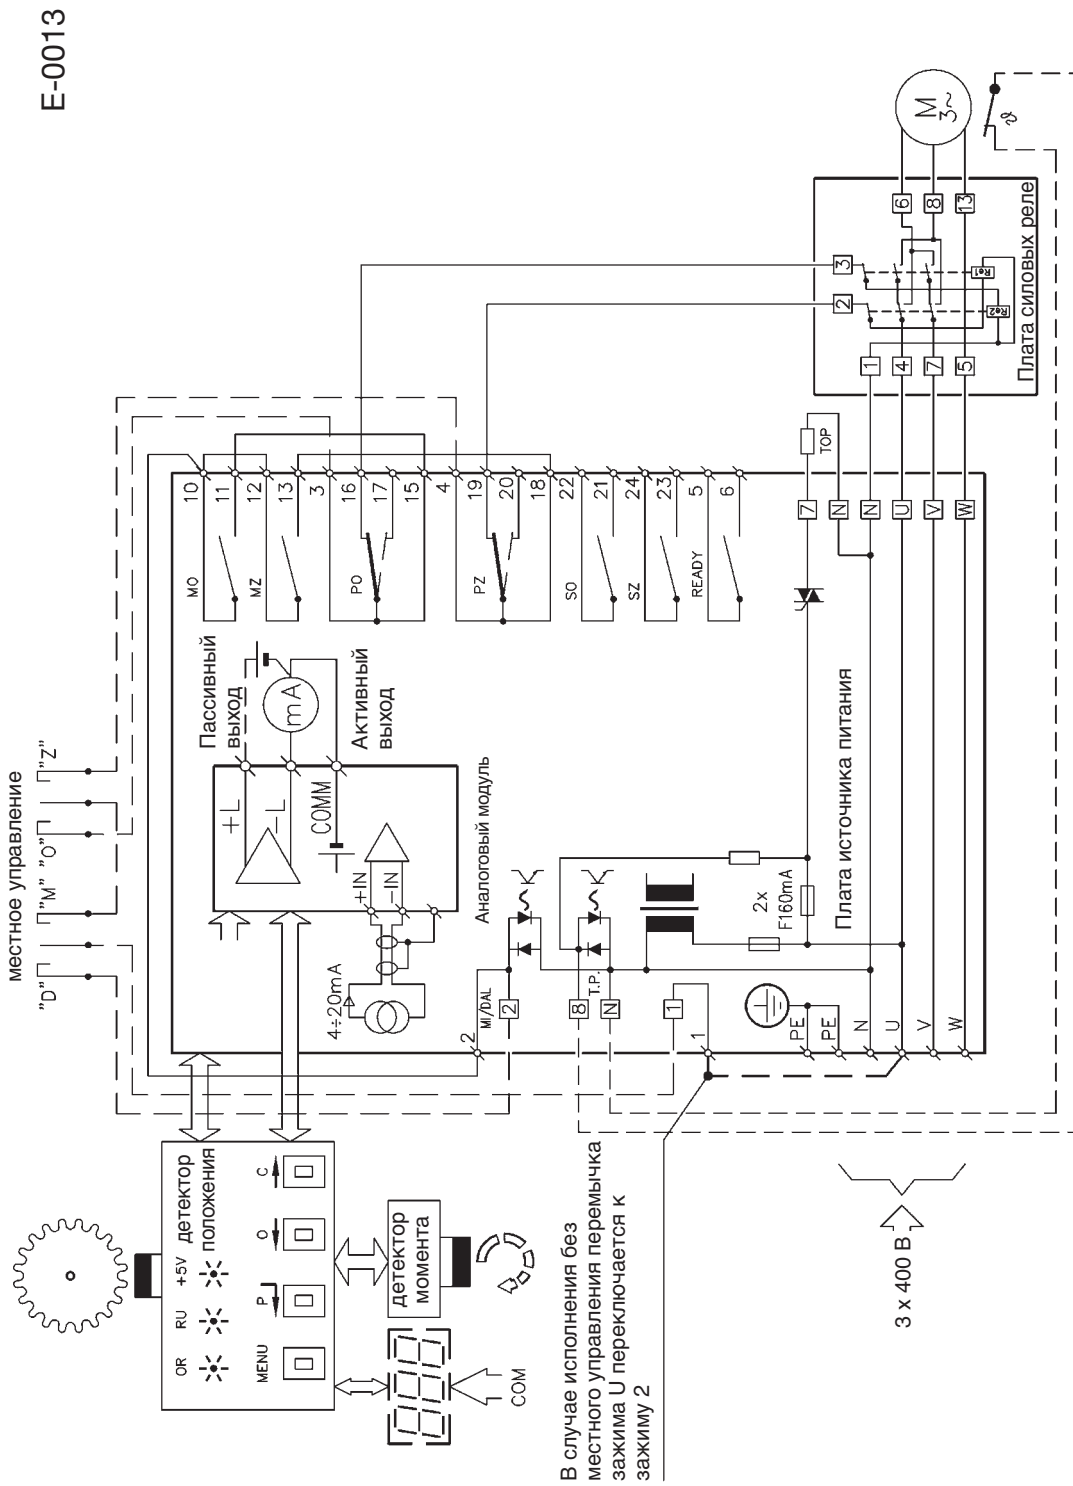 E-0013
местное управление
"D"
"M"
"O"
"Z"
OR
RU
+5V
детектор
положения
MENU
P
O
C
детектор
момента
COM
4÷20mA
+IN
-IN
+L
-L
COMM
Пассивный
выход
mA
Активный
выход
Аналоговый модуль
MO
MZ
PO
PZ
SO
SZ
READY
10
11
12
13
3
16
17
15
4
19
20
18
22
21
24
23
5
6
2
MI/DAL
2
8
T.P.
N
1
1
2x
F160mA
Плата источника питания
PE
PE
N
U
V
W
7
N
N
U
V
W
TOP
2
3
1
4
7
5
Re2
Re1
6
8
13
Плата силовых реле
M
3~
ϑ
В случае исполнения без
местного управления перемычка
зажима U переключается к
зажиму 2
3 x 400 В